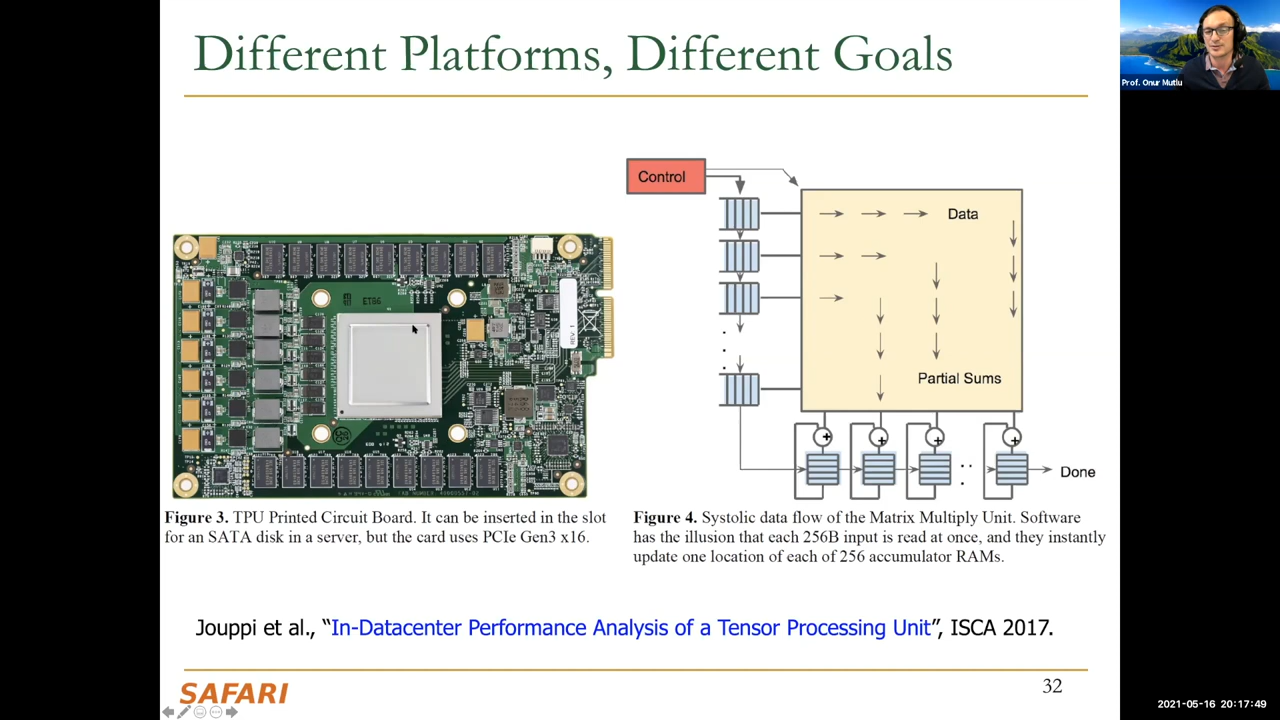 Different Platforms, Different Goals
Prof. Onur Mutlu
Control
Data
Partial Sums
Done
ET86
REV. 1
Figure 3. TPU Printed Circuit Board. It can be inserted in the slot
for an SATA disk in a server, but the card uses PCIe Gen3 x16.
Figure 4. Systolic data flow of the Matrix Multiply Unit. Software
has the illusion that each 256B input is read at once, and they instantly
update one location of each of 256 accumulator RAMs.
Jouppi et al., “In-Datacenter Performance Analysis of a Tensor Processing Unit”, ISCA 2017.
SAFARI
32
2021-05-16 20:17:49